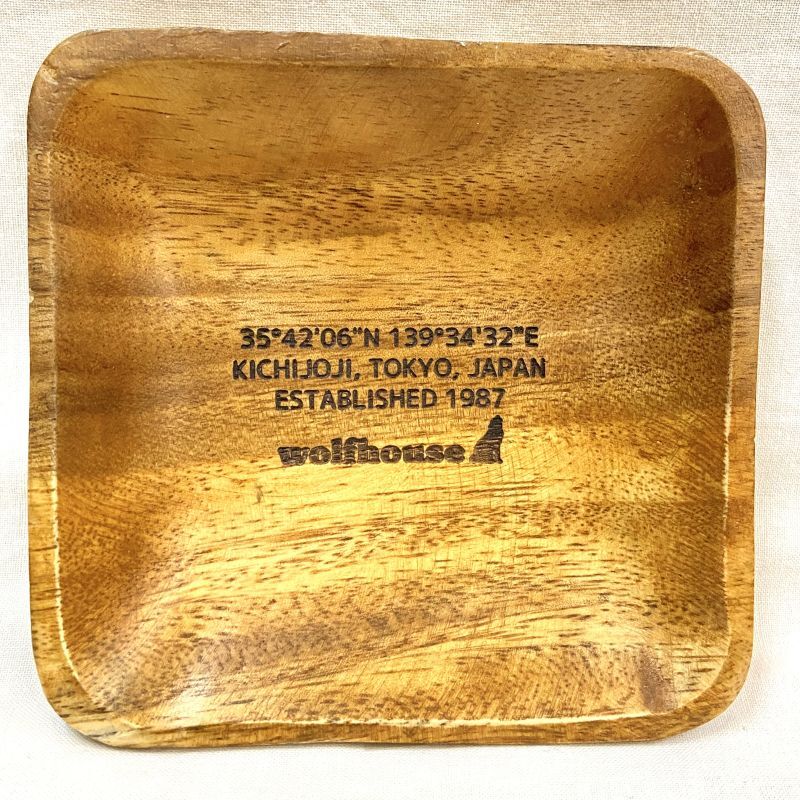 35°42'06"N 139°34'32"E
KICHIJOJI, TOKYO, JAPAN
ESTABLISHED 1987
wolfhouse